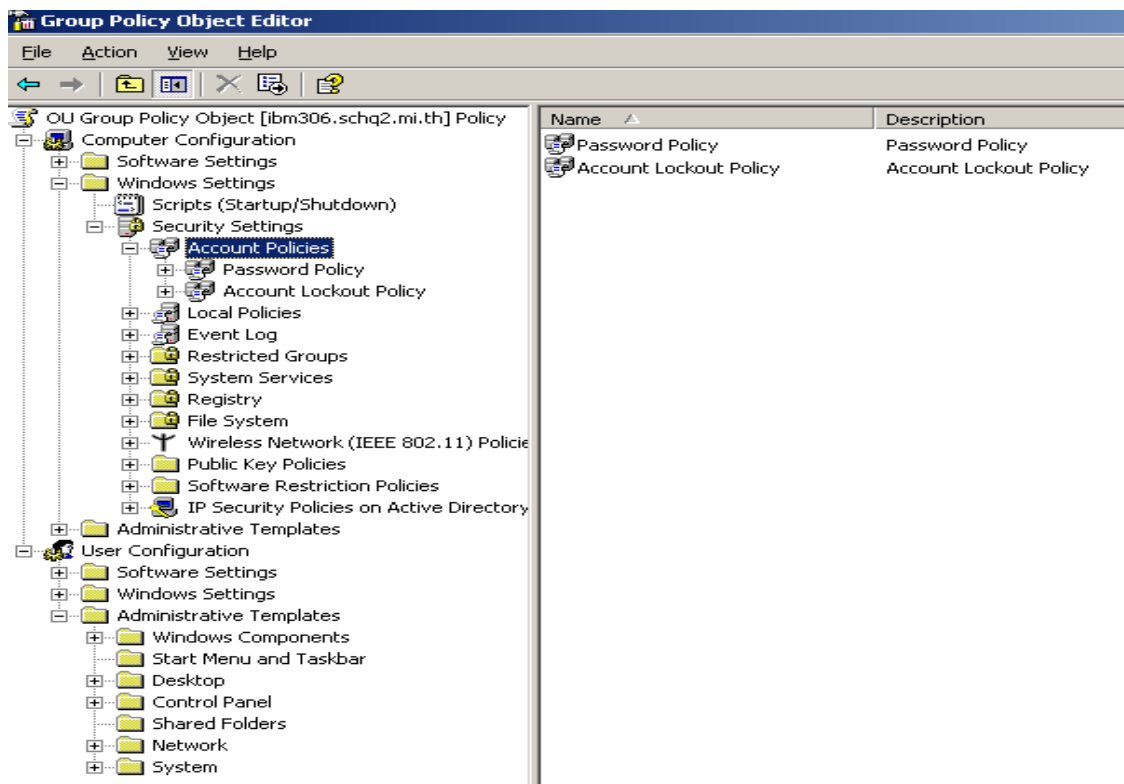 Group Policy Object Editor
File Action View Help
OU Group Policy Object [ibm306.schq2.mi.th] Policy
Computer Configuration
Software Settings
Windows Settings
Scripts (Startup/Shutdown)
Security Settings
Account Policies
Password Policy
Account Lockout Policy
Local Policies
Event Log
Restricted Groups
System Services
Registry
File System
Wireless Network (IEEE 802.11) Policie
Public Key Policies
Software Restriction Policies
IP Security Policies on Active Directory
Administrative Templates
User Configuration
Software Settings
Windows Settings
Administrative Templates
Windows Components
Start Menu and Taskbar
Desktop
Control Panel
Shared Folders
Network
System
Name Description
Password Policy Password Policy
Account Lockout Policy Account Lockout Policy